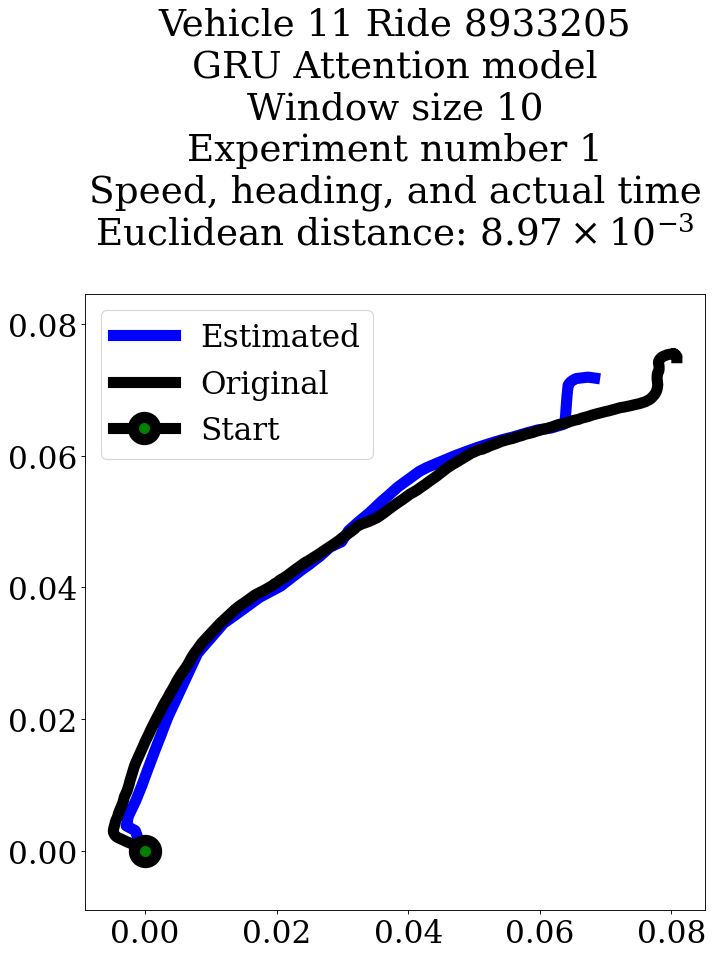 Vehicle 11 Ride 8933205
GRU Attention model
Window size 10
Experiment number 1
Speed, heading, and actual time
Euclidean distance: 8.97 × 10⁻³
Estimated
Original
Start
0.08
0.06
0.04
0.02
0.00
0.00 0.02 0.04 0.06 0.08